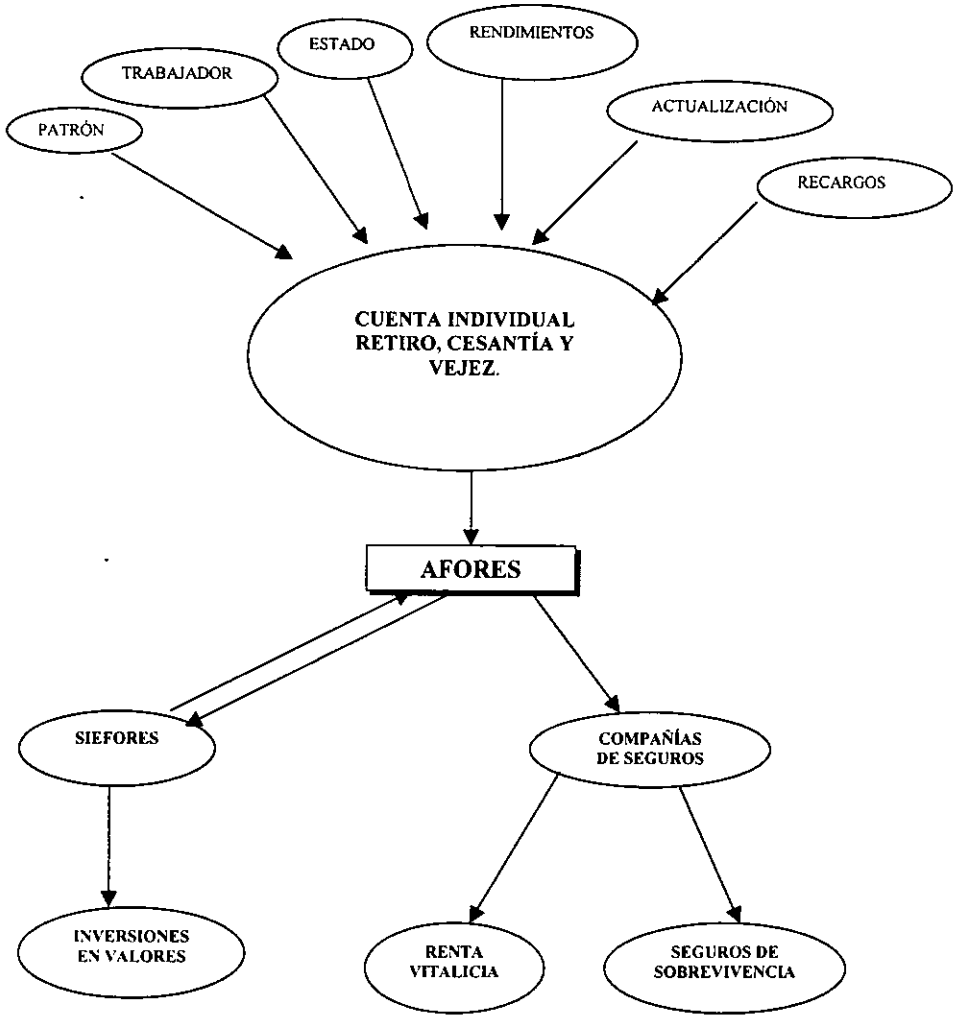 RENDIMIENTOS
ESTADO
TRABAJADOR
ACTUALIZACIÓN
PATRÓN
RECARGOS
CUENTA INDIVIDUAL
RETIRO, CESANTÍA Y
VEJEZ.
AFORES
SIEFORES
COMPAÑÍAS
DE SEGUROS
INVERSIONES
EN VALORES
RENTA
VITALICIA
SEGUROS DE
SOBREVIVENCIA